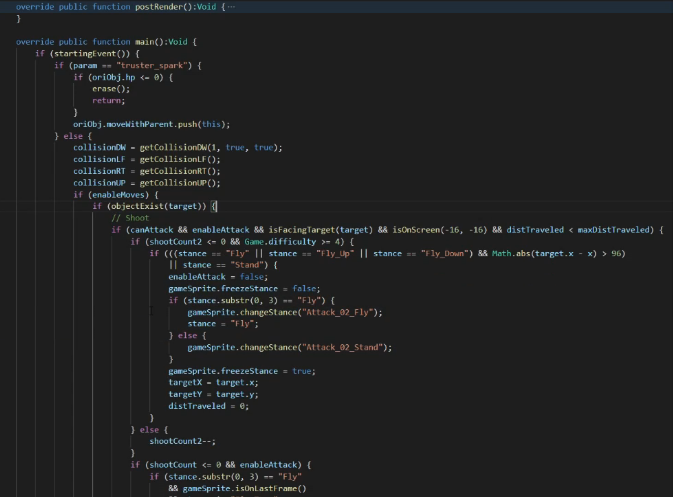 override public function postRender():Void {···
}
override public function main():Void {
if (startingEvent()) {
if (param == "truster_spark") {
if (oriObj.hp <= 0) {
erase();
return;
}
oriObj.moveWithParent.push(this);
} else {
collisionDW = getCollisionDW(1, true, true);
collisionLF = getCollisionLF();
collisionRT = getCollisionRT();
collisionUP = getCollisionUP();
if (enableMoves) {
if (objectExist(target)) {
// Shoot
if (canAttack && enableAttack && isFacingTarget(target) && isOnScreen(-16, -16) && distTraveled < maxDistTraveled) {
if (shootCount2 <= 0 && Game.difficulty >= 4) {
if (((stance == "Fly" || stance == "Fly_Up" || stance == "Fly_Down") && Math.abs(target.x - x) > 96)
|| stance == "Stand") {
enableAttack = false;
gameSprite.freezeStance = false;
if (stance.substr(0, 3) == "Fly") {
gameSprite.changeStance("Attack_02_Fly");
stance = "Fly";
} else {
gameSprite.changeStance("Attack_02_Stand");
}
gameSprite.freezeStance = true;
targetX = target.x;
targetY = target.y;
distTraveled = 0;
}
} else {
shootCount2--;
}
if (shootCount <= 0 && enableAttack) {
if (stance.substr(0, 3) == "Fly"
&& gameSprite.isOnLastFrame()